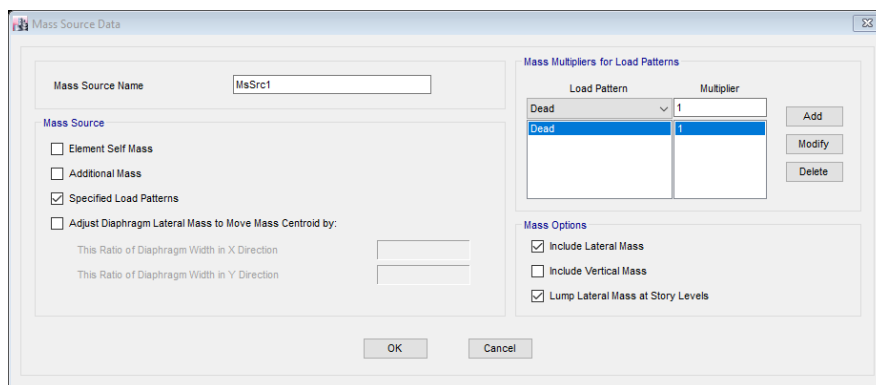 Mass Source Data
Mass Source Name
MsSrc1
Mass Source
Element Self Mass
Additional Mass
Specified Load Patterns
Adjust Diaphragm Lateral Mass to Move Mass Centroid by:
This Ratio of Diaphragm Width in X Direction
This Ratio of Diaphragm Width in Y Direction
Mass Multipliers for Load Patterns
Load Pattern Multiplier
Dead 1
Dead 1
Add
Modify
Delete
Mass Options
Include Lateral Mass
Include Vertical Mass
Lump Lateral Mass at Story Levels
OK Cancel